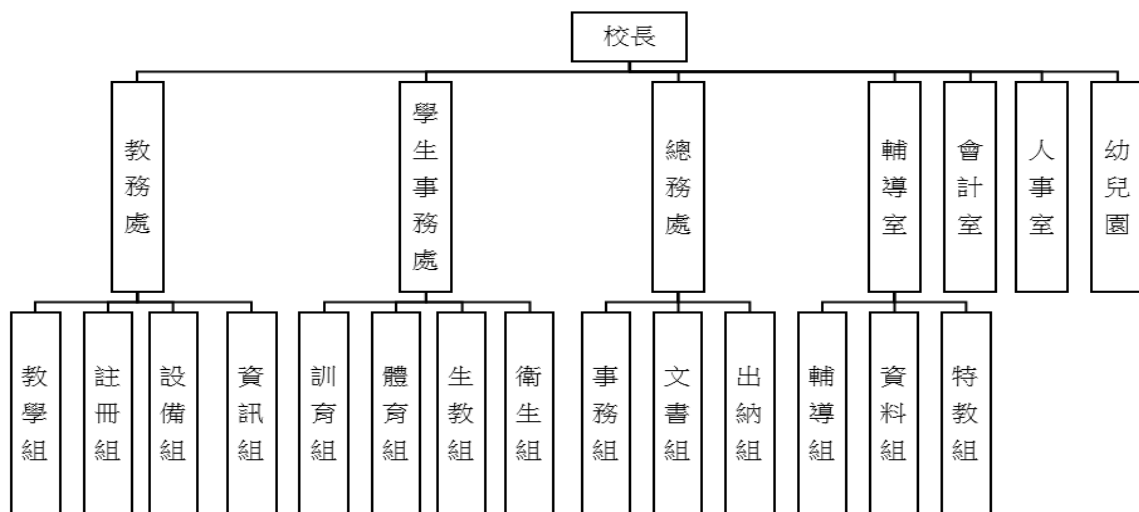 校長
教務處
學生事務處
總務處
輔導室
會計室
人事室
幼兒園
教學組
註冊組
設備組
資訊組
訓育組
體育組
生教組
衛生組
事務組
文書組
出納組
輔導組
資料組
特教組